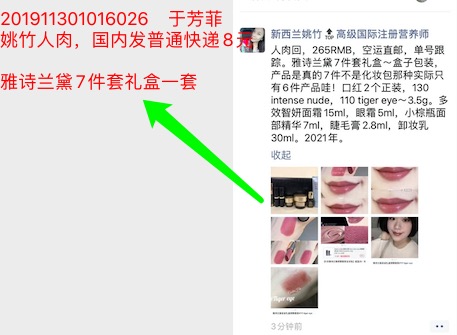 201911301016026 于芳菲
姚竹人肉，国内发普通快递8天
雅诗兰黛7件套礼盒一套
新西兰姚竹🔝高级国际注册营养师
人肉回，265RMB，空运直邮，单号跟
踪。雅诗兰黛7件套礼盒～盒子包装，
产品是真的7件不是化妆包那种实际只
有6件产品哇！口红2个正装，130
intense nude，110 tiger eye～3.5g。多
效智妍面霜15ml，眼霜5ml，小棕瓶面
部精华7ml，睫毛膏2.8ml，卸妆乳
30ml。2021年。
收起
3分钟前